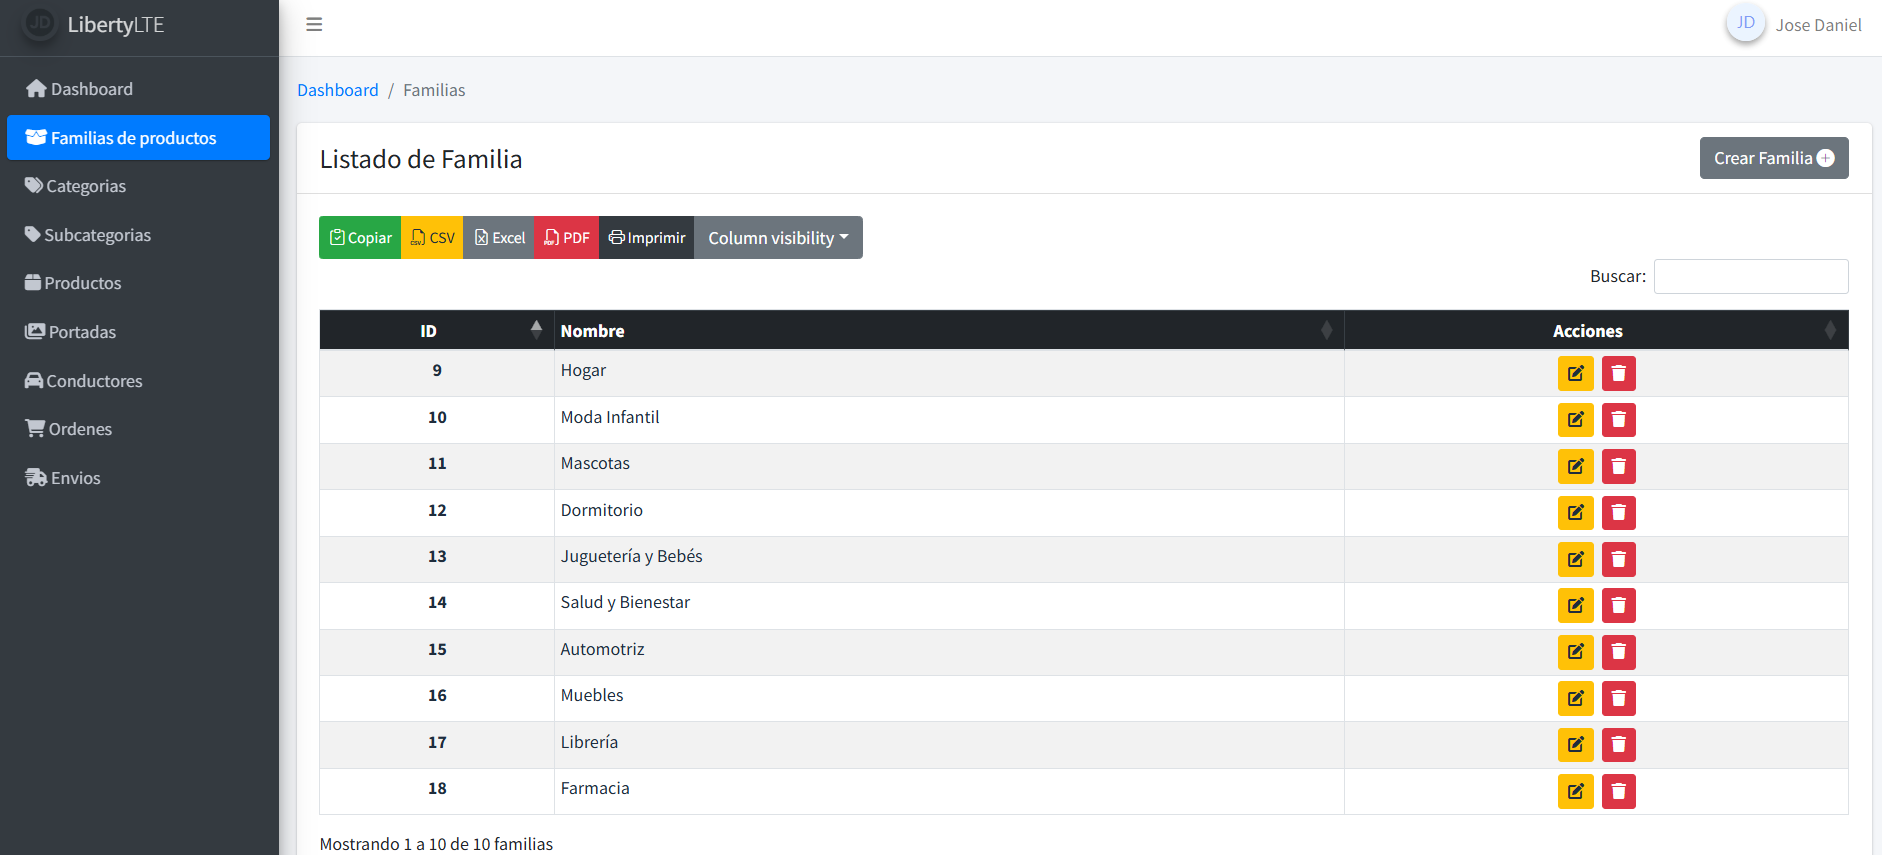 JD LibertyLTE
JD Jose Daniel
Dashboard
Familias de productos
Categorias
Subcategorias
Productos
Portadas
Conductores
Ordenes
Envios
Dashboard / Familias
Listado de Familia
Crear Familia
Copiar CSV Excel PDF Imprimir Column visibility
Buscar:
ID Nombre Acciones
9 Hogar
10 Moda Infantil
11 Mascotas
12 Dormitorio
13 Juguetería y Bebés
14 Salud y Bienestar
15 Automotriz
16 Muebles
17 Librería
18 Farmacia
Mostrando 1 a 10 de 10 familias